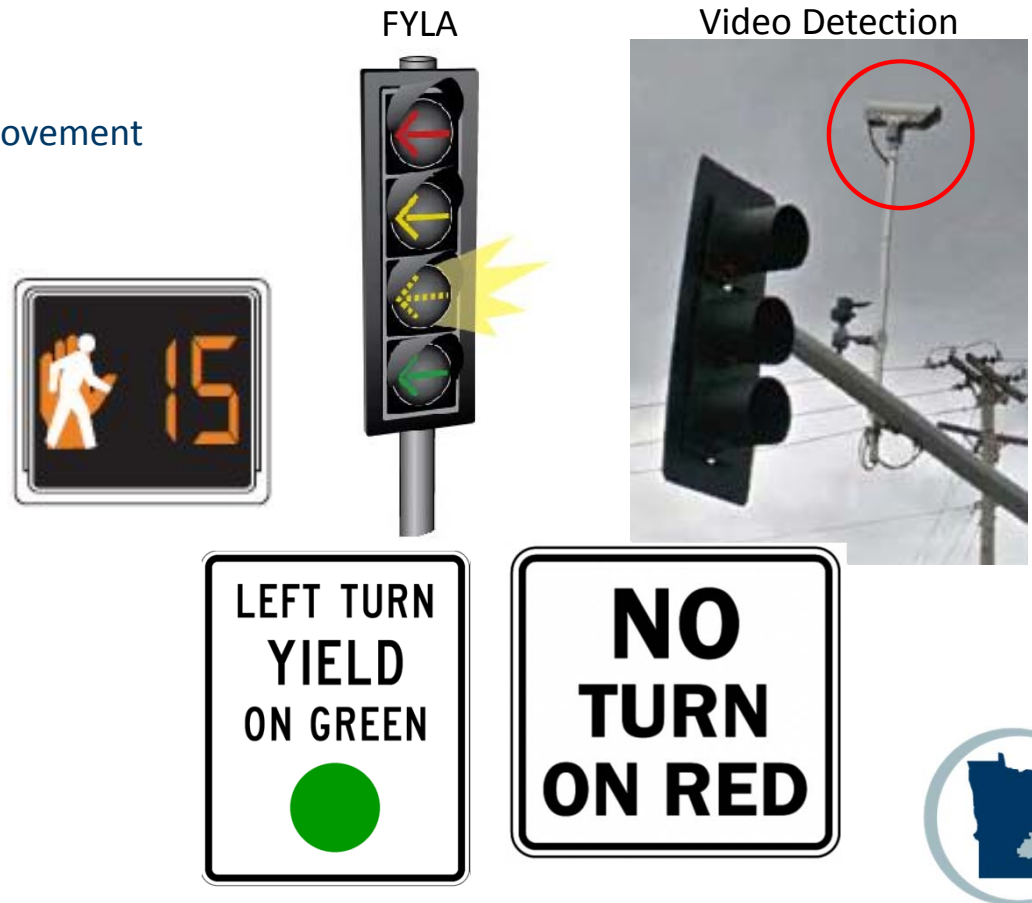 FYLA
Video Detection
ovement
15
LEFT TURN
YIELD
ON GREEN
NO
TURN
ON RED